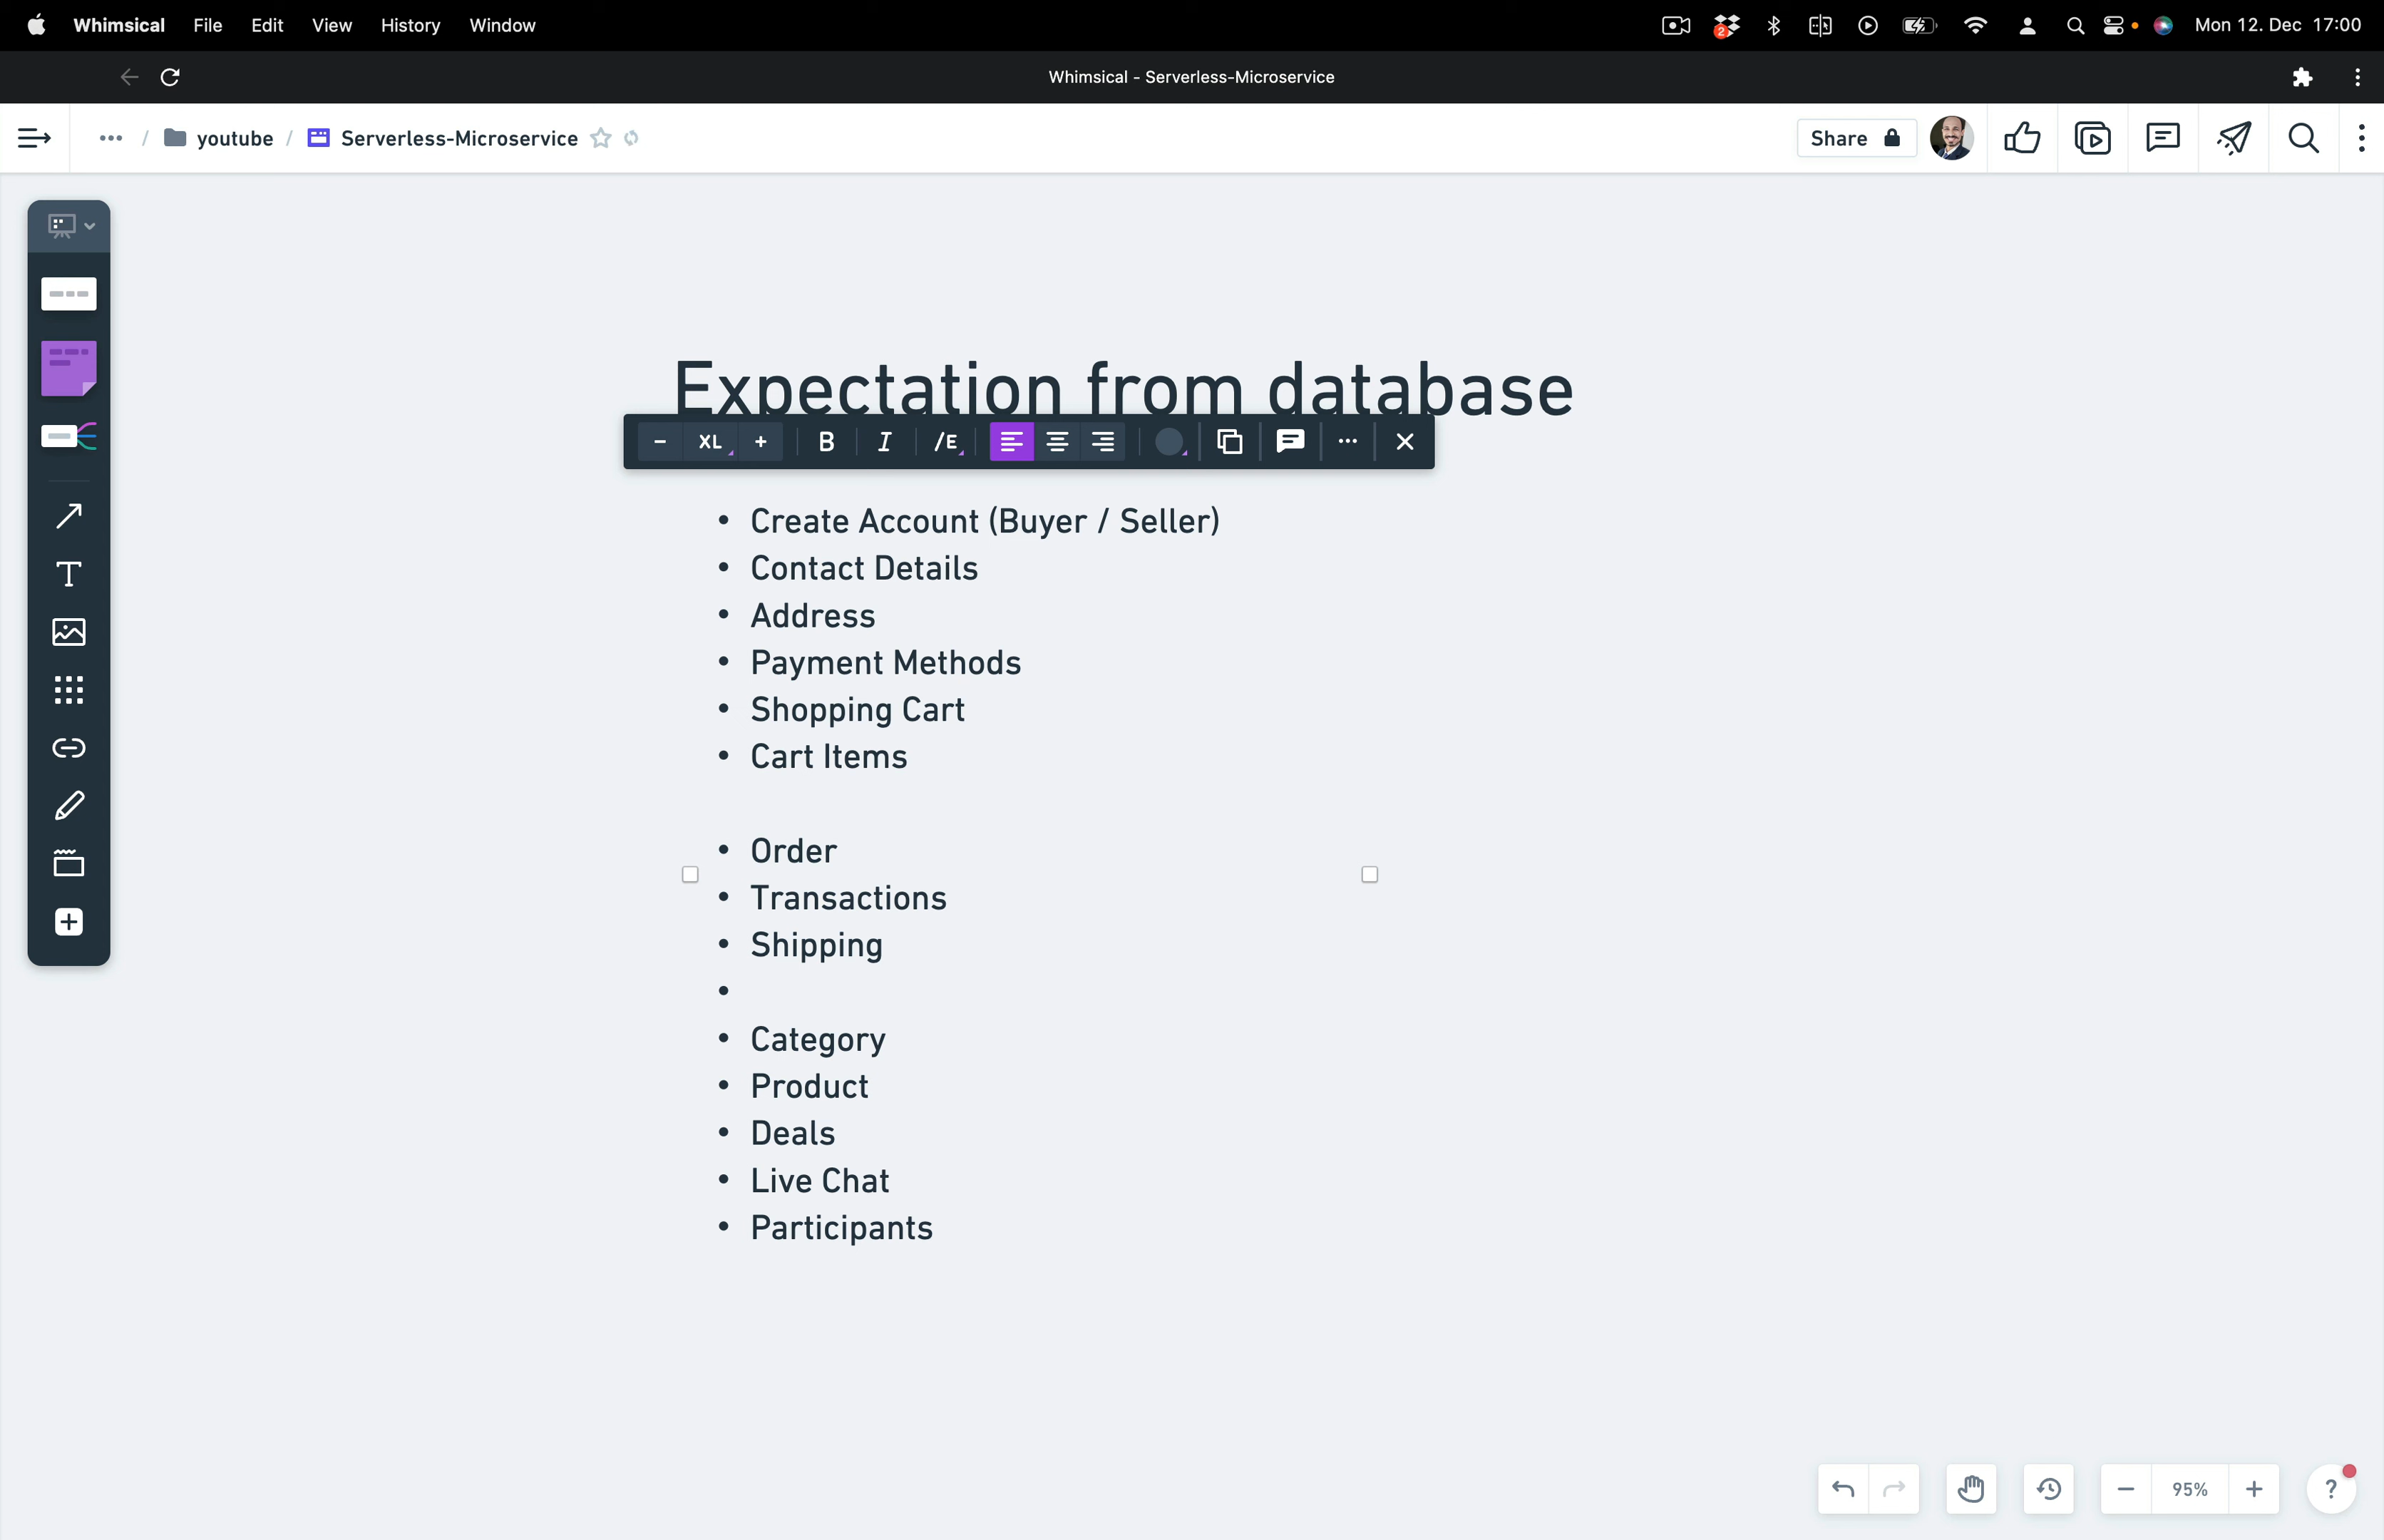 Whimsical File Edit View History Window
2
Mon 12. Dec 17:00
Whimsical - Serverless-Microservice
... / youtube / Serverless-Microservice
Share
Expectation from database
− XL + B I /E
• Create Account (Buyer / Seller)
• Contact Details
• Address
• Payment Methods
• Shopping Cart
• Cart Items
• Order
• Transactions
• Shipping
•
• Category
• Product
• Deals
• Live Chat
• Participants
− 95% +
?